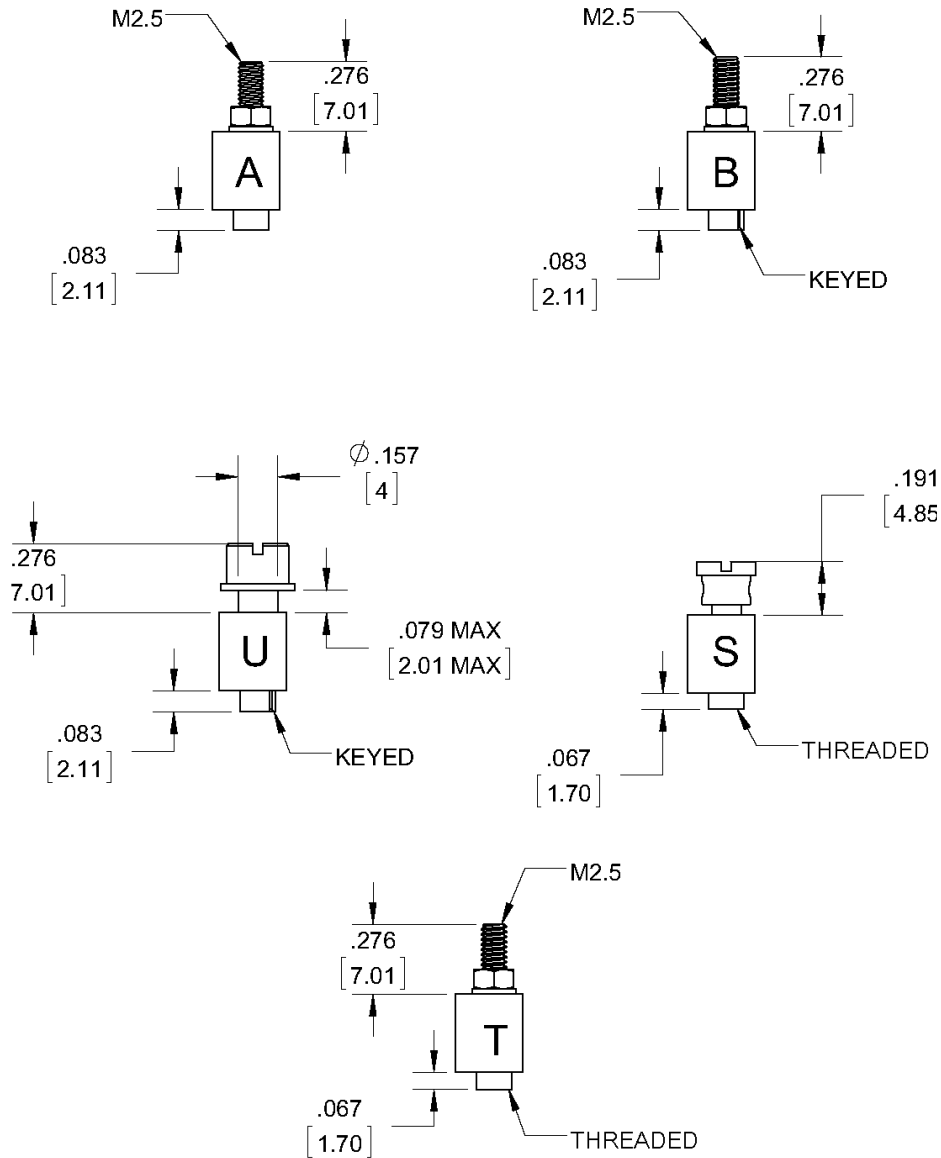 M2.5
.276
[7.01]
A
.083
[2.11]
M2.5
.276
[7.01]
B
.083
[2.11]
KEYED
Ø .157
[4]
.276
7.01]
.079 MAX
[2.01 MAX]
U
.083
[2.11]
KEYED
.191
[4.85
S
.067
[1.70]
THREADED
M2.5
.276
[7.01]
T
.067
[1.70]
THREADED